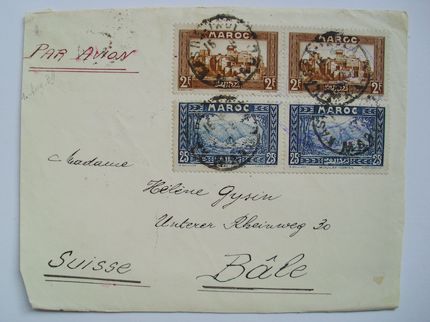 PAR AVION
MAROC MAROC
2F 2F
MAROC MAROC
25 25
Madame
Hélène Gysin
Unterer Rheinweg 30
Suisse
Bâle